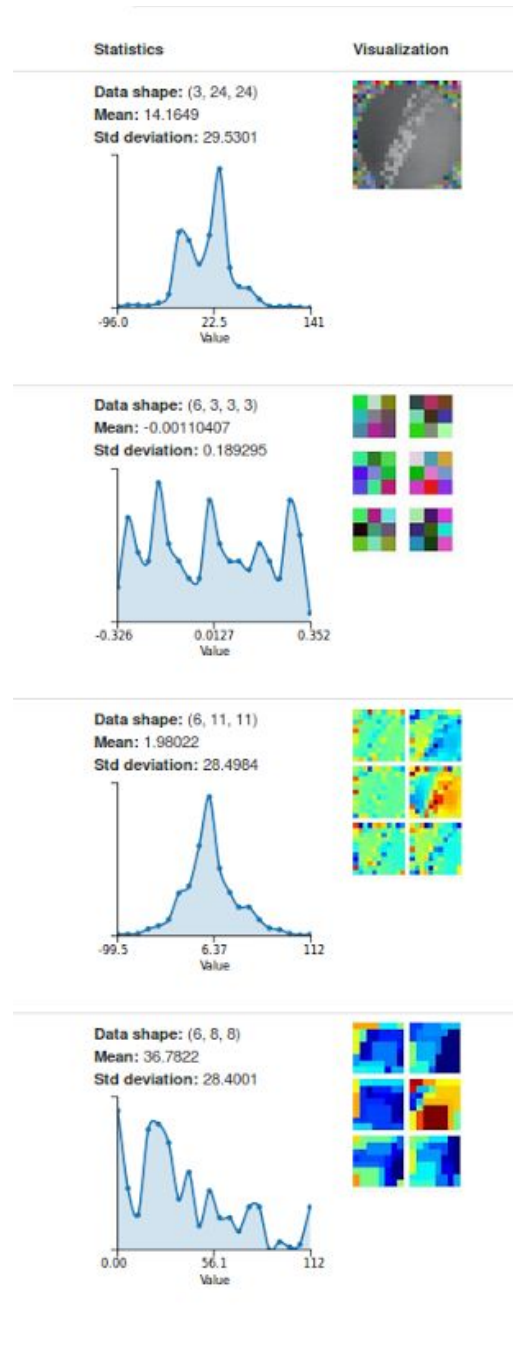 Statistics Visualization
Data shape: (3, 24, 24)
Mean: 14.1649
Std deviation: 29.5301
-96.0 22.5 141
Value
Data shape: (6, 3, 3, 3)
Mean: -0.00110407
Std deviation: 0.189295
-0.326 0.0127 0.352
Value
Data shape: (6, 11, 11)
Mean: 1.98022
Std deviation: 28.4984
-99.5 6.37 112
Value
Data shape: (6, 8, 8)
Mean: 36.7822
Std deviation: 28.4001
0.00 56.1 112
Value